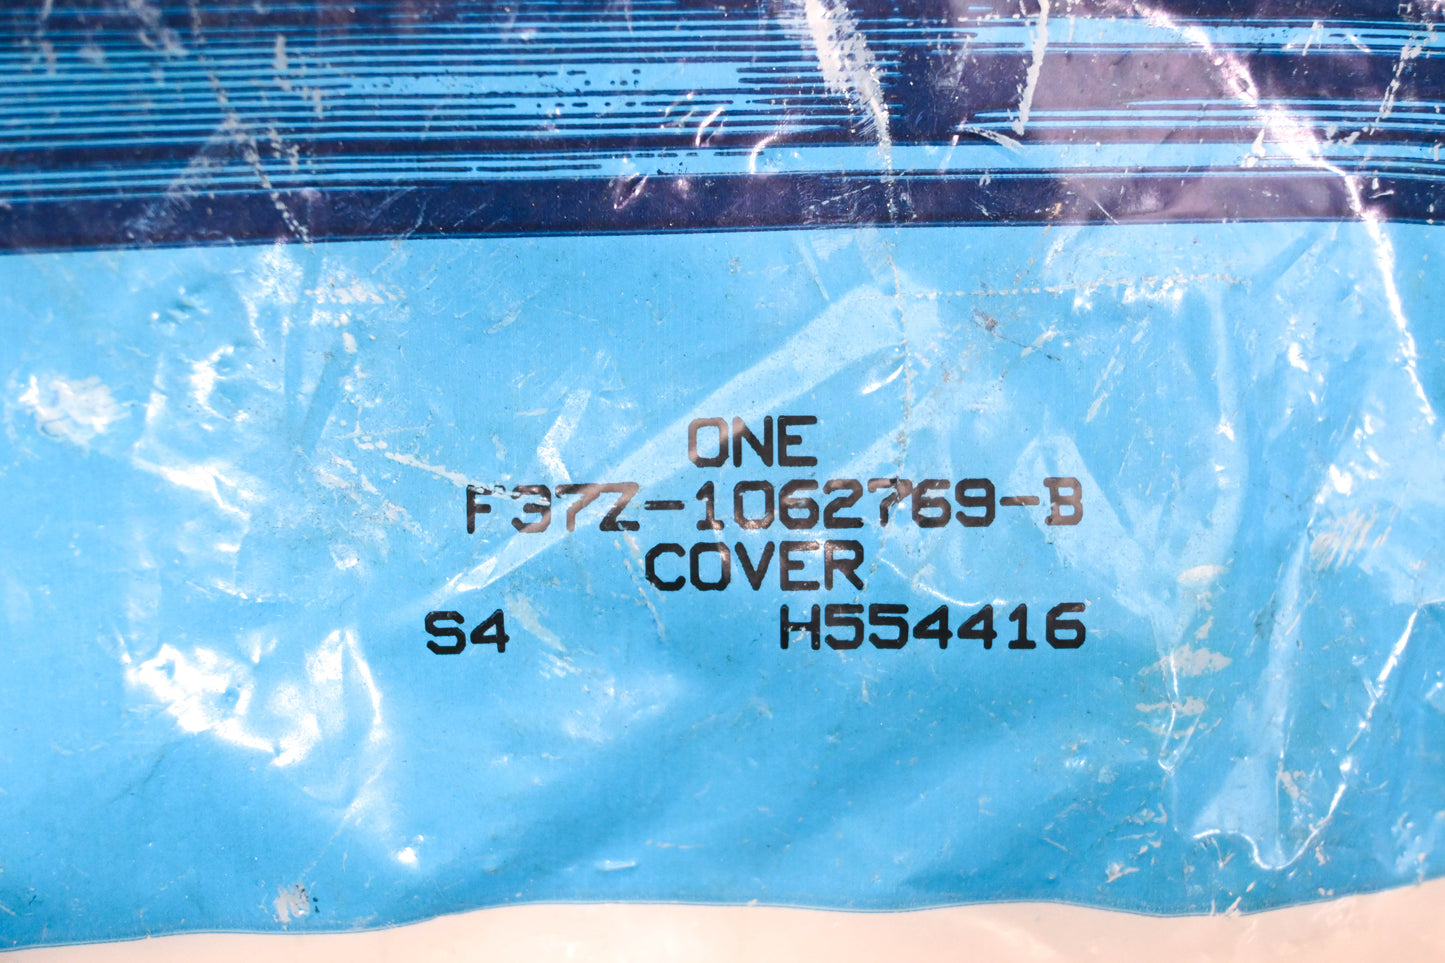 ONE
F37Z-1062769-B
COVER
S4 H554416